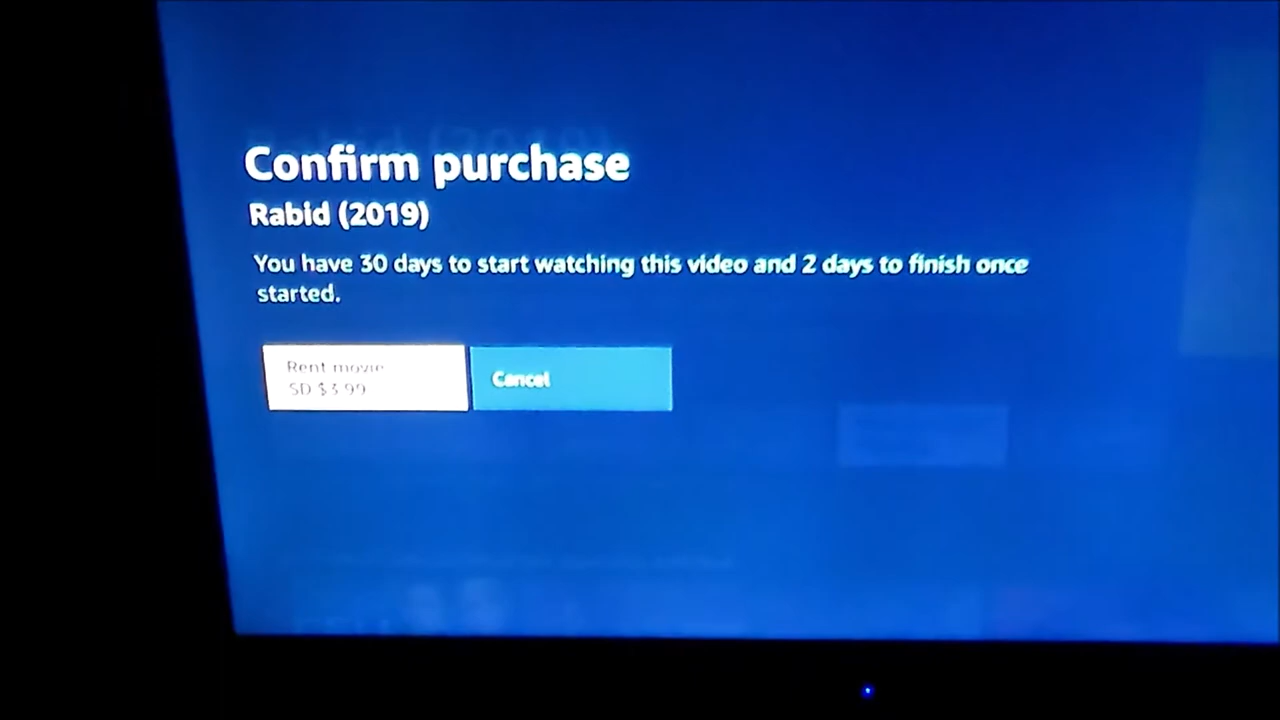 Confirm purchase
Rabid (2019)
You have 30 days to start watching this video and 2 days to finish once
started.
Rent movie
SD $3.99
Cancel